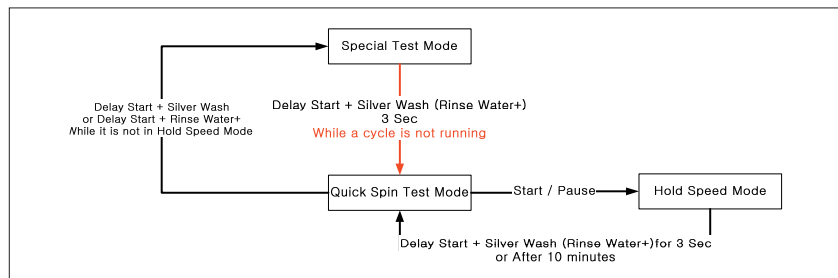 Special Test Mode
Delay Start + Silver Wash
or Delay Start + Rinse Water+
While it is not in Hold Speed Mode
Delay Start + Silver Wash (Rinse Water+)
3 Sec
While a cycle is not running
Quick Spin Test Mode
Start / Pause
Hold Speed Mode
Delay Start + Silver Wash (Rinse Water+)for 3 Sec
or After 10 minutes